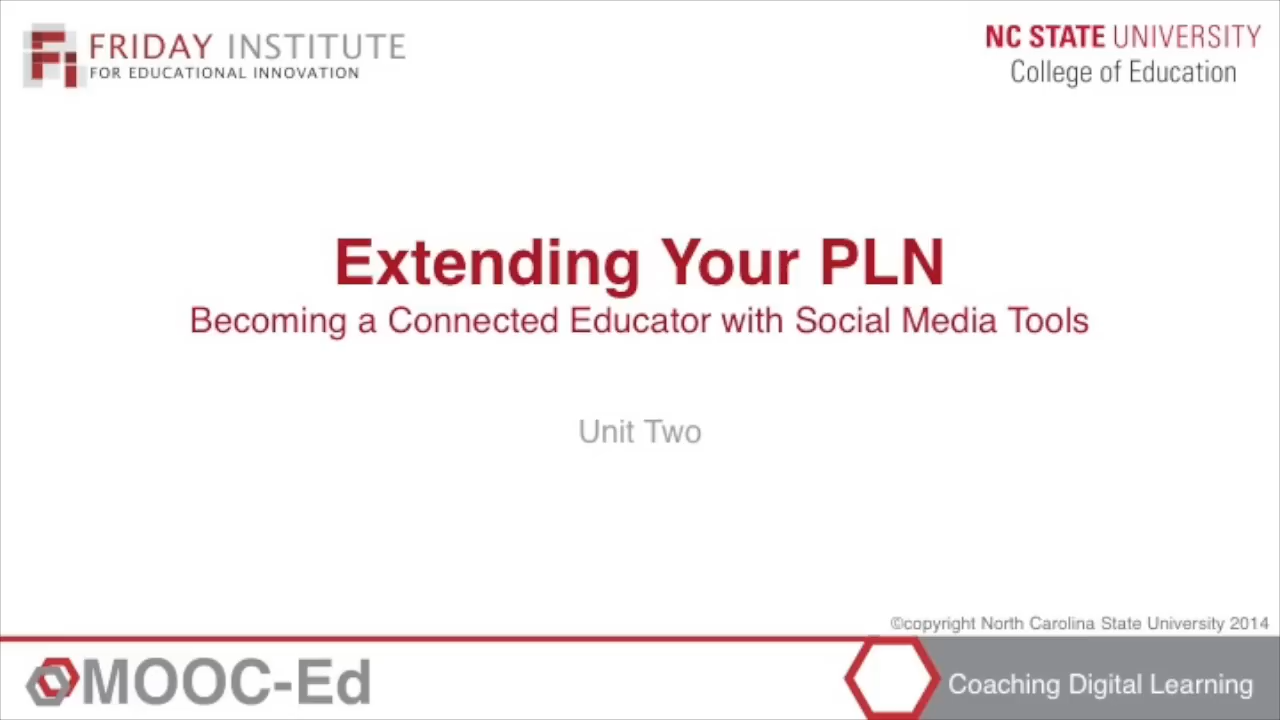 FRIDAY INSTITUTE
FOR EDUCATIONAL INNOVATION
NC STATE UNIVERSITY
College of Education
Extending Your PLN
Becoming a Connected Educator with Social Media Tools
Unit Two
©copyright North Carolina State University 2014
MOOC-Ed
Coaching Digital Learning